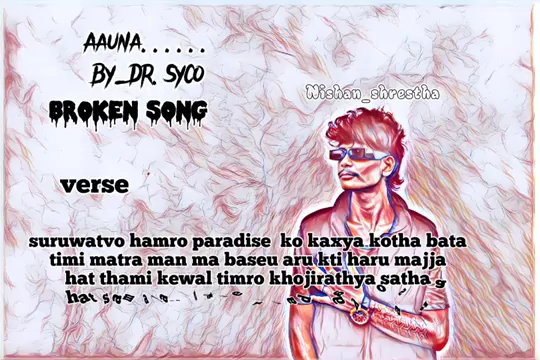 AAUNA......
BY_DR. SYCO
BROKEN SONG
Nishan_shrestha
verse
suruwatvo hamro paradise ko kaxya kotha bata
timi matra man ma baseu aru kti haru majja
hat thami kewal timro khojirathya satha
hat